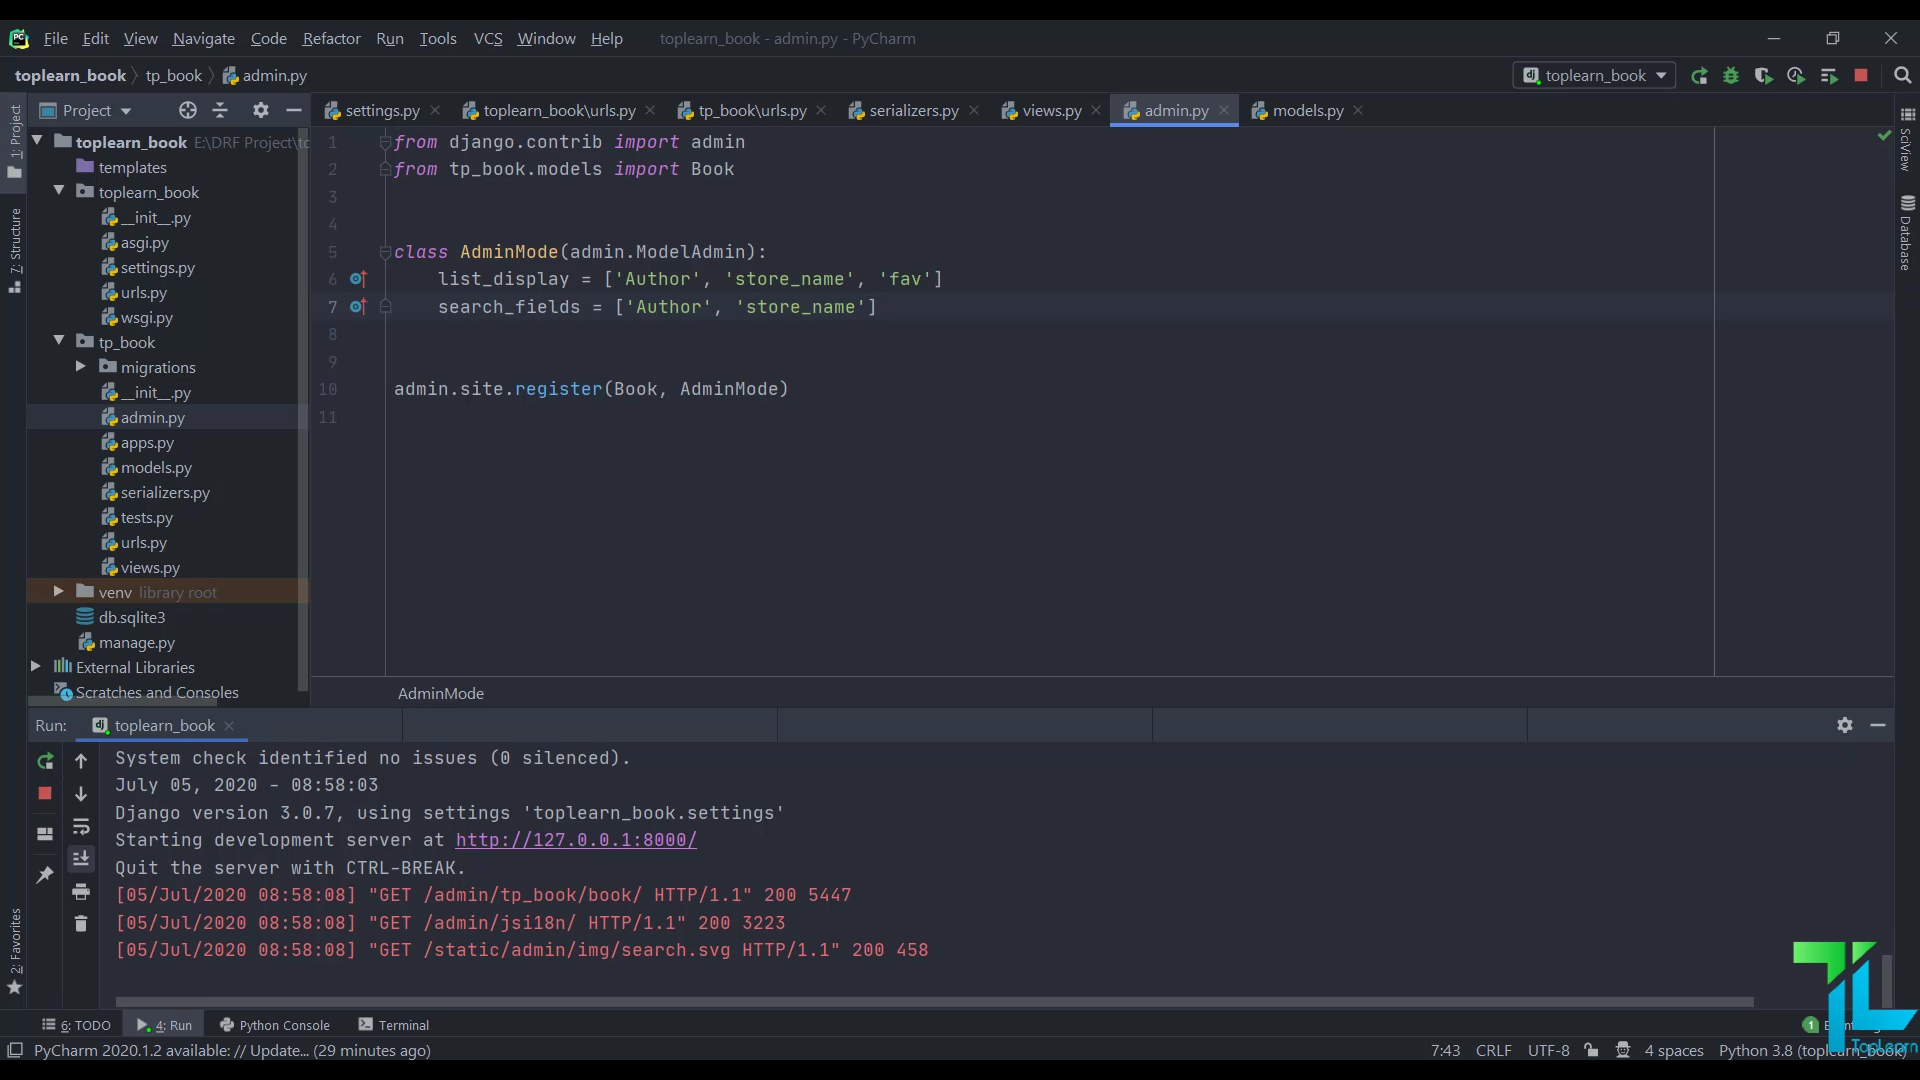 File Edit View Navigate Code Refactor Run Tools VCS Window Help toplearn_book - admin.py - PyCharm
toplearn_book tp_book admin.py
toplearn_book
1: Project
Project
settings.py toplearn_book\urls.py tp_book\urls.py serializers.py views.py admin.py models.py
toplearn_book E:\DRF Project\to
templates
toplearn_book
__init__.py
asgi.py
settings.py
urls.py
wsgi.py
tp_book
migrations
__init__.py
admin.py
apps.py
models.py
serializers.py
tests.py
urls.py
views.py
venv library root
db.sqlite3
manage.py
External Libraries
Scratches and Consoles
7: Structure
2: Favorites
1 from django.contrib import admin
2 from tp_book.models import Book
3
4
5 class AdminMode(admin.ModelAdmin):
6 list_display = ['Author', 'store_name', 'fav']
7 search_fields = ['Author', 'store_name']
8
9
10 admin.site.register(Book, AdminMode)
11
AdminMode
SciView
Database
Run: toplearn_book
System check identified no issues (0 silenced).
July 05, 2020 - 08:58:03
Django version 3.0.7, using settings 'toplearn_book.settings'
Starting development server at http://127.0.0.1:8000/
Quit the server with CTRL-BREAK.
[05/Jul/2020 08:58:08] "GET /admin/tp_book/book/ HTTP/1.1" 200 5447
[05/Jul/2020 08:58:08] "GET /admin/jsi18n/ HTTP/1.1" 200 3223
[05/Jul/2020 08:58:08] "GET /static/admin/img/search.svg HTTP/1.1" 200 458
6: TODO 4: Run Python Console Terminal 1
PyCharm 2020.1.2 available: // Update... (29 minutes ago) 7:43 CRLF UTF-8 4 spaces Python 3.8 (toplearn_book)
TopLearn